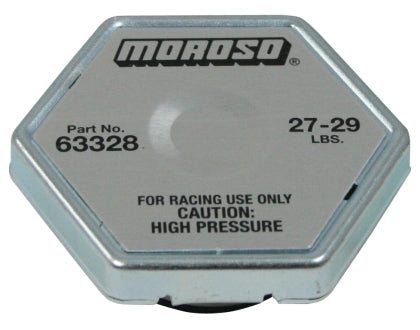 MOROSO®
Part No.
63328
27-29
LBS.
FOR RACING USE ONLY
CAUTION:
HIGH PRESSURE